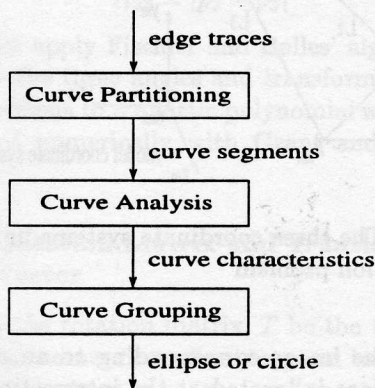 edge traces
Curve Partitioning
curve segments
Curve Analysis
curve characteristics
Curve Grouping
ellipse or circle